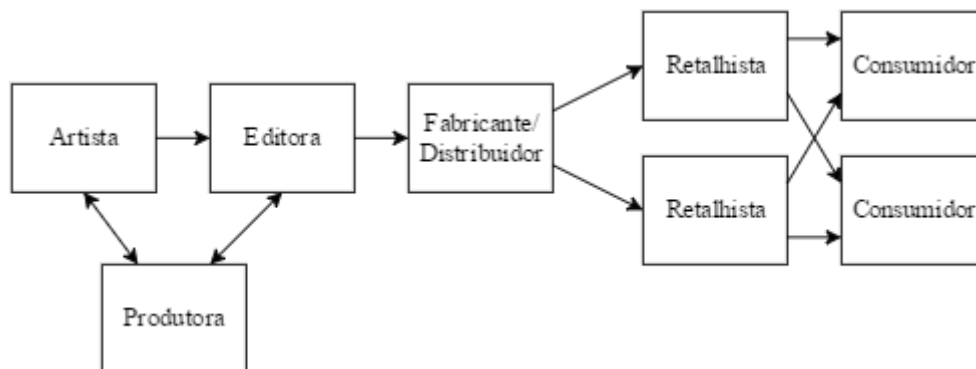 Artista
Editora
Fabricante/
Distribuidor
Retalhista
Consumidor
Retalhista
Consumidor
Produtora